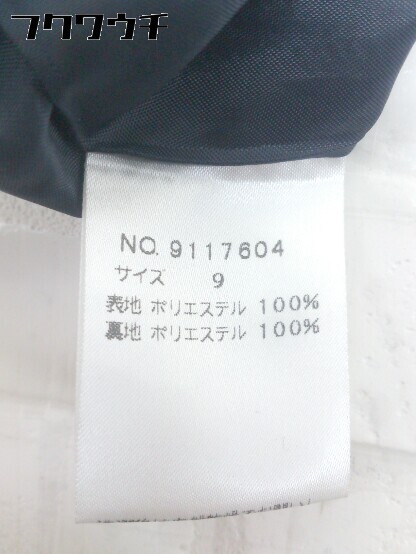 フクワウチ
NO. 9117604
サイズ 9
表地 ポリエステル 100%
裏地 ポリエステル 100%